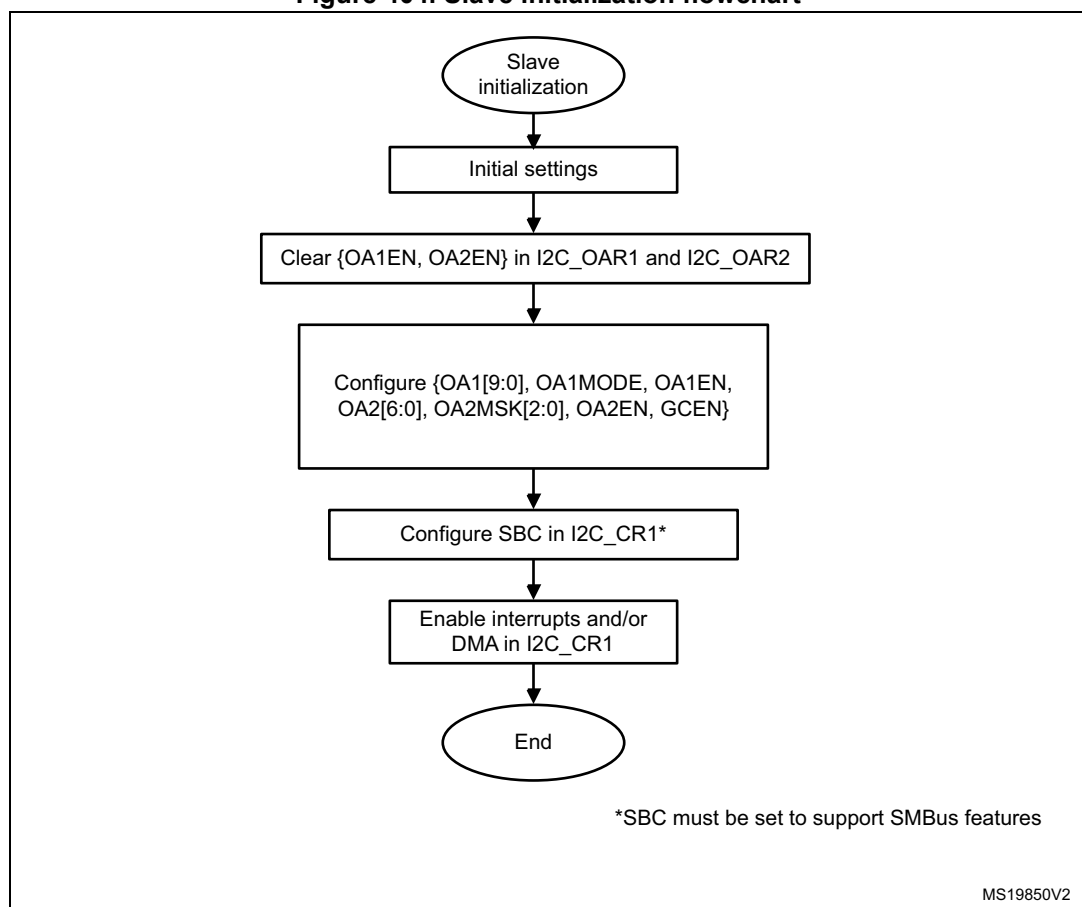 Slave
initialization
Initial settings
Clear {OA1EN, OA2EN} in I2C_OAR1 and I2C_OAR2
Configure {OA1[9:0], OA1MODE, OA1EN,
OA2[6:0], OA2MSK[2:0], OA2EN, GCEN}
Configure SBC in I2C_CR1*
Enable interrupts and/or
DMA in I2C_CR1
End
*SBC must be set to support SMBus features
MS19850V2